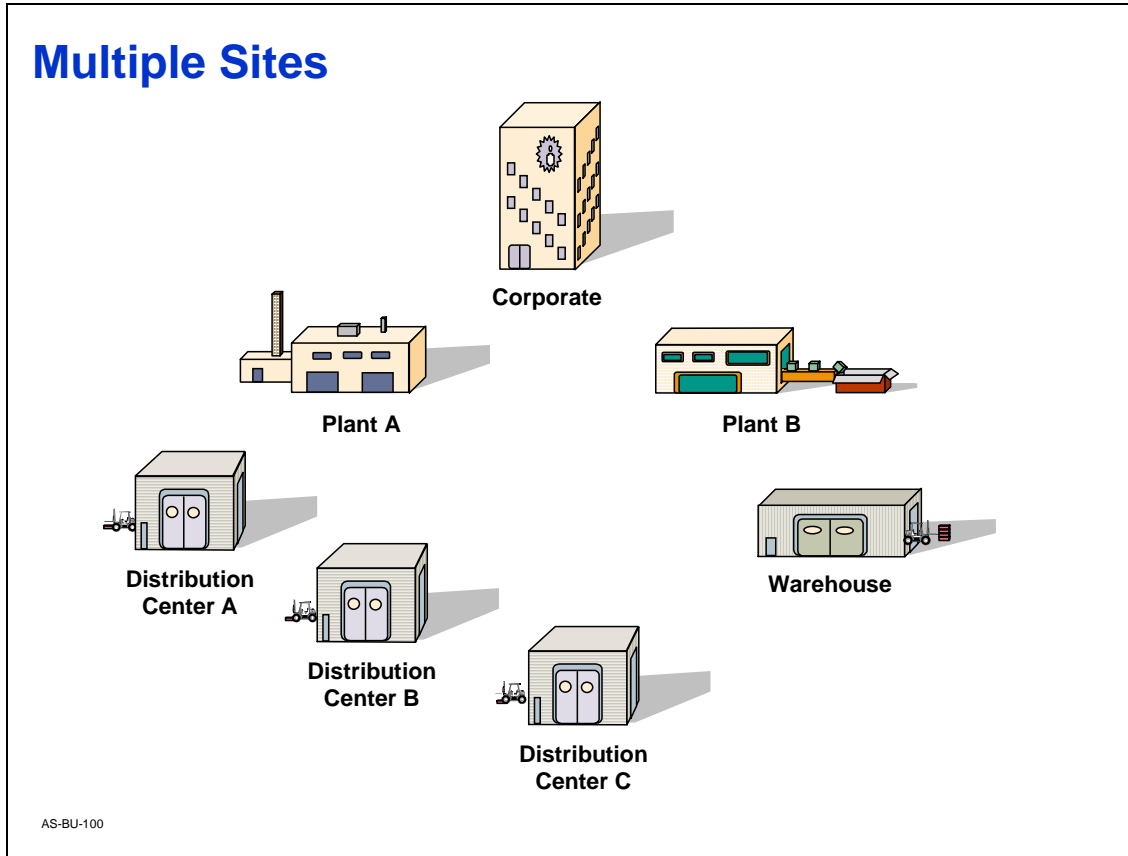 Multiple Sites
Corporate
Plant A
Plant B
Distribution
Center A
Warehouse
Distribution
Center B
Distribution
Center C
AS-BU-100